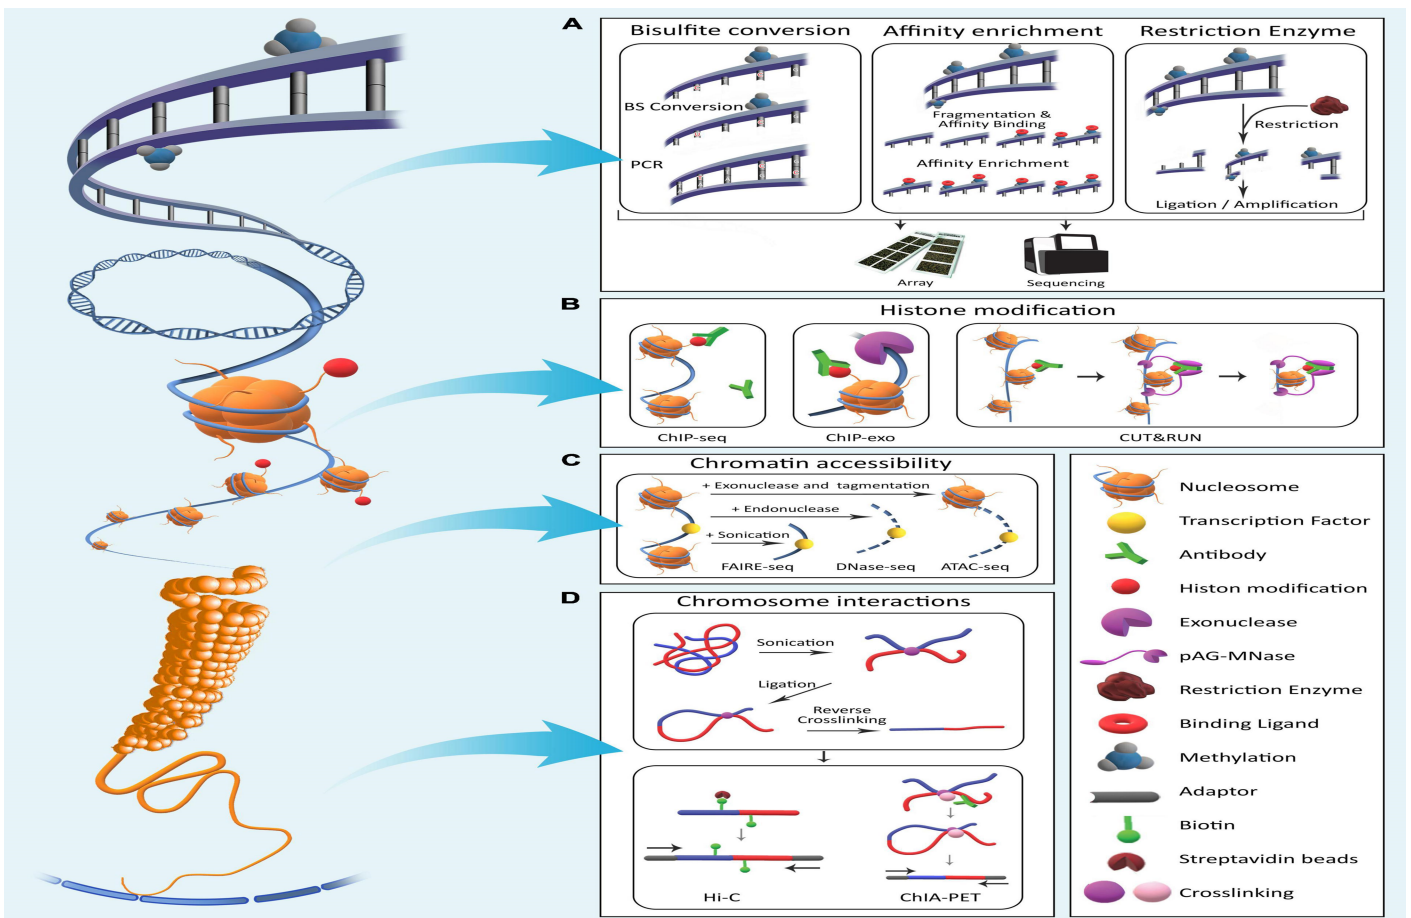 A
Bisulfite conversion
Affinity enrichment
Restriction Enzyme
BS Conversion
PCR
Fragmentation &
Affinity Binding
Affinity Enrichment
Restriction
Ligation / Amplification
Array
Sequencing
B
Histone modification
ChIP-seq
ChIP-exo
CUT&RUN
C
Chromatin accessibility
+ Exonuclease and tagmentation
+ Endonuclease
+ Sonication
FAIRE-seq
DNase-seq
ATAC-seq
D
Chromosome interactions
Sonication
Ligation
Reverse
Crosslinking
Hi-C
ChIA-PET
Nucleosome
Transcription Factor
Antibody
Histon modification
Exonuclease
pAG-MNase
Restriction Enzyme
Binding Ligand
Methylation
Adaptor
Biotin
Streptavidin beads
Crosslinking